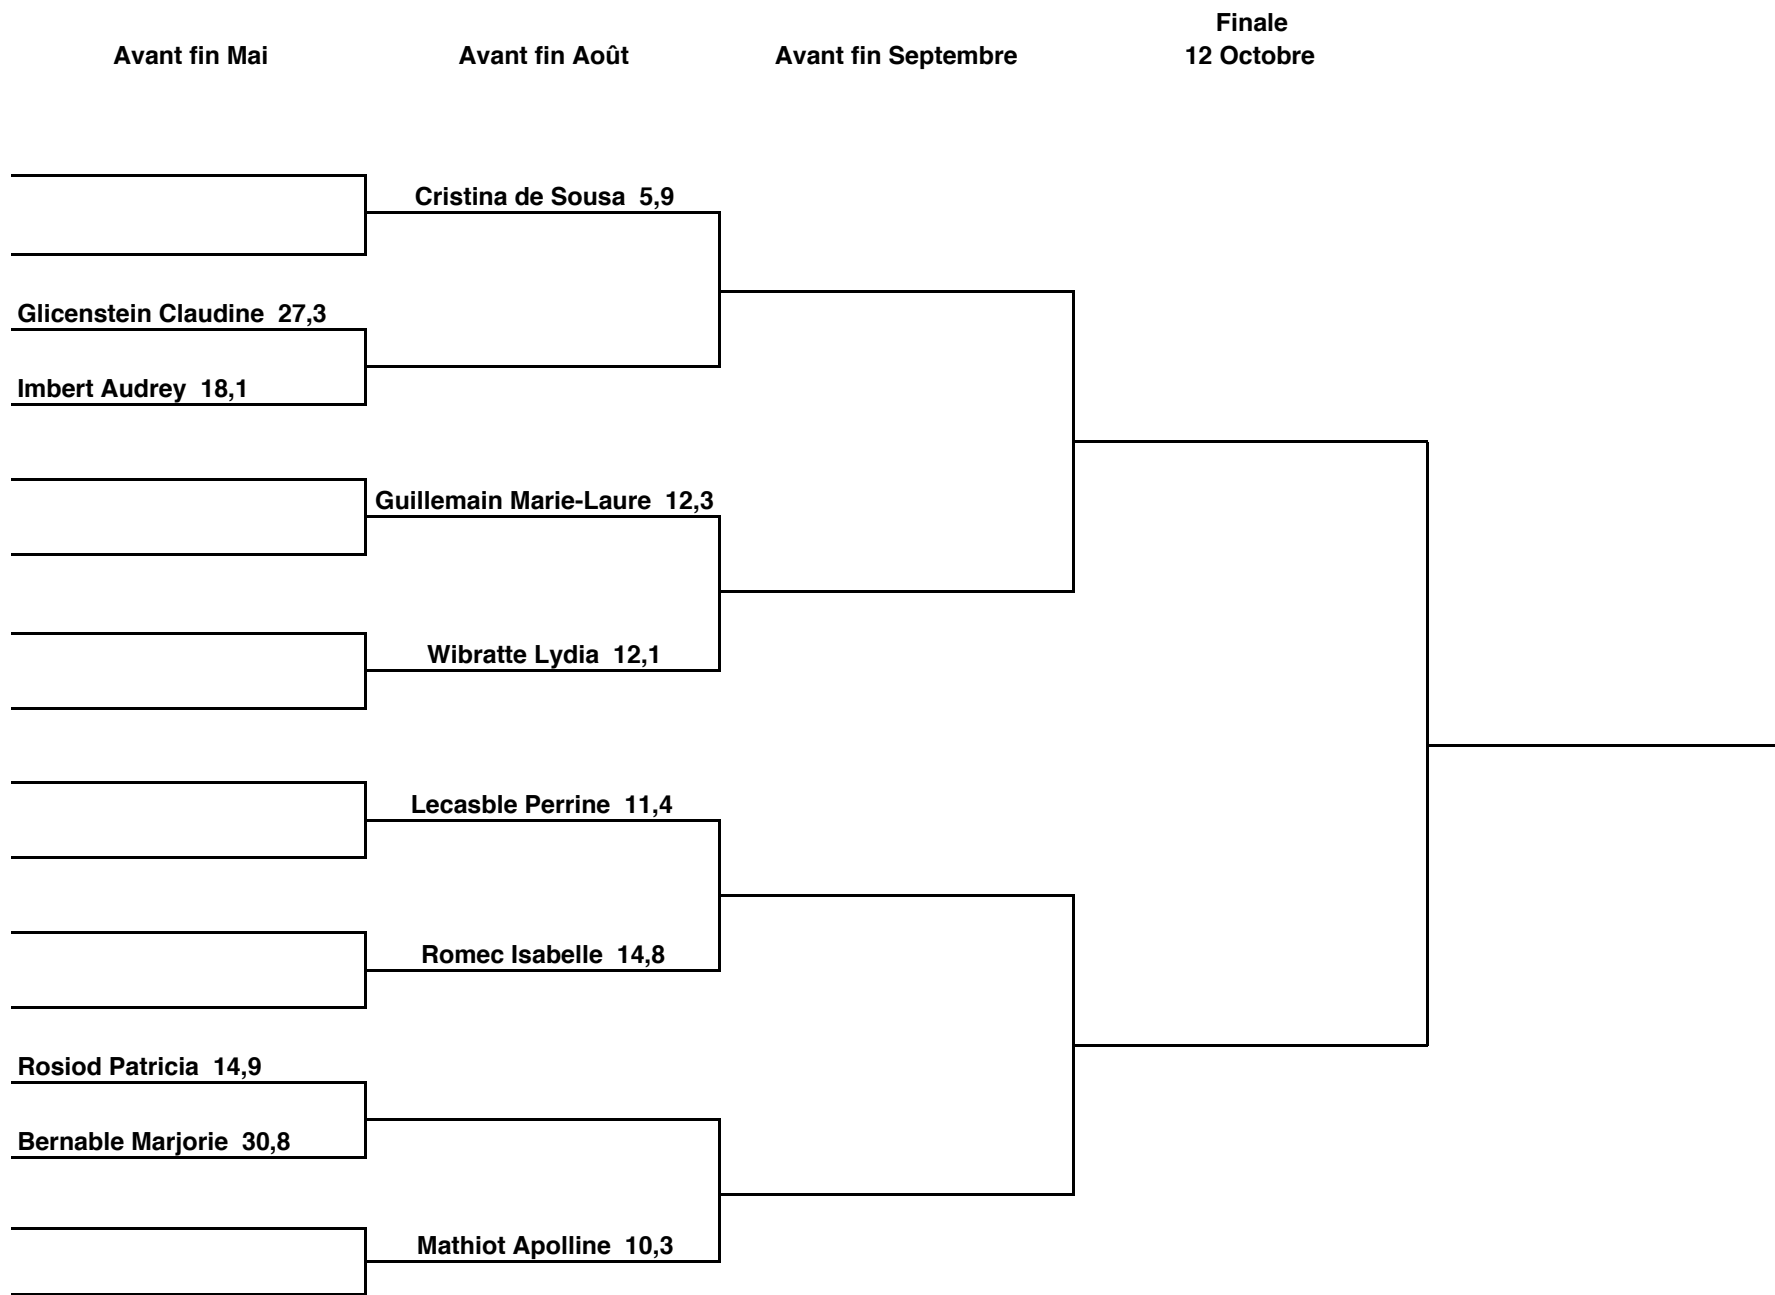 Finale
Avant fin Mai Avant fin Août Avant fin Septembre 12 Octobre
Cristina de Sousa 5,9
Glicenstein Claudine 27,3
Imbert Audrey 18,1
Guillemain Marie-Laure 12,3
Wibratte Lydia 12,1
Lecasble Perrine 11,4
Romec Isabelle 14,8
Rosiod Patricia 14,9
Bernable Marjorie 30,8
Mathiot Apolline 10,3